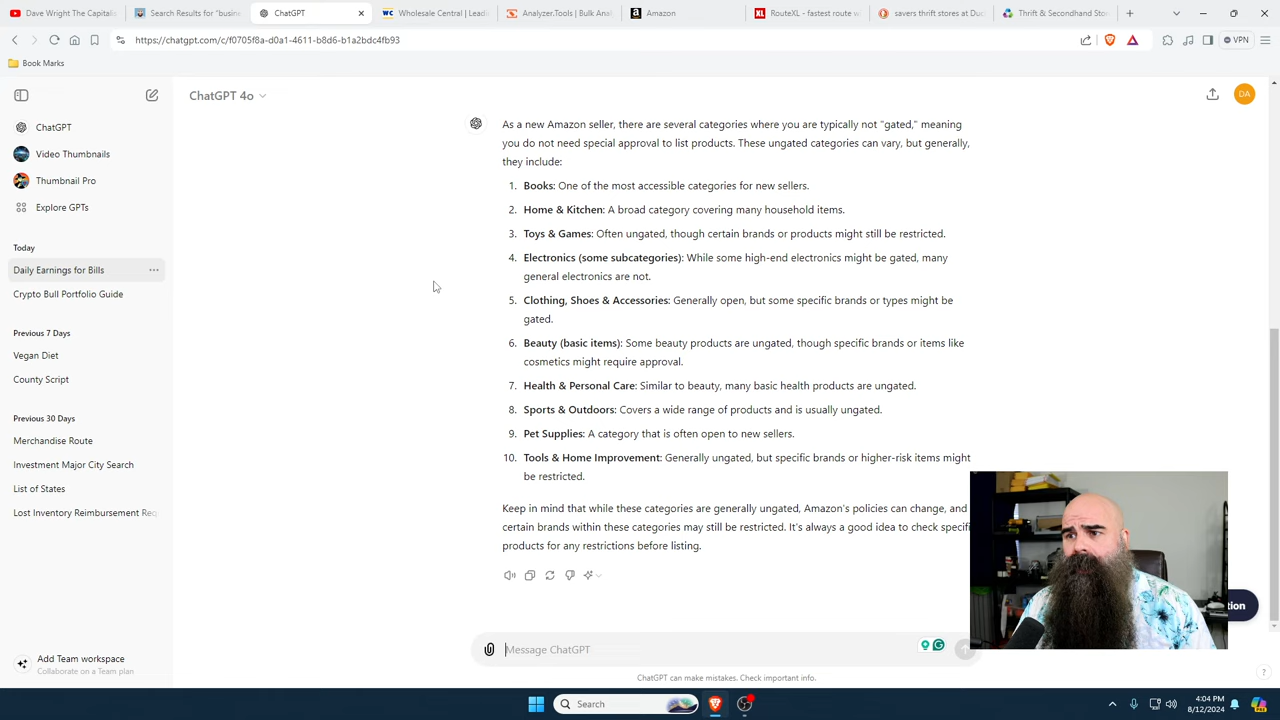 Dave Wright The Capitalis
Search Results for "busine
ChatGPT
Wholesale Central | Leadi
Analyzer.Tools | Bulk Anal
Amazon
RouteXL - fastest route w
savers thrift stores at Duc
Thrift & Secondhand Sto
https://chatgpt.com/c/f0705f8a-d0a1-4611-b8d6-b1a2bdc4fb93
VPN
Book Marks
ChatGPT 4o
DA
ChatGPT
Video Thumbnails
Thumbnail Pro
Explore GPTs
Today
Daily Earnings for Bills
Crypto Bull Portfolio Guide
Previous 7 Days
Vegan Diet
County Script
Previous 30 Days
Merchandise Route
Investment Major City Search
List of States
Lost Inventory Reimbursement Req
Add Team workspace
Collaborate on a Team plan
As a new Amazon seller, there are several categories where you are typically not "gated," meaning
you do not need special approval to list products. These ungated categories can vary, but generally,
they include:
1. Books: One of the most accessible categories for new sellers.
2. Home & Kitchen: A broad category covering many household items.
3. Toys & Games: Often ungated, though certain brands or products might still be restricted.
4. Electronics (some subcategories): While some high-end electronics might be gated, many
general electronics are not.
5. Clothing, Shoes & Accessories: Generally open, but some specific brands or types might be
gated.
6. Beauty (basic items): Some beauty products are ungated, though specific brands or items like
cosmetics might require approval.
7. Health & Personal Care: Similar to beauty, many basic health products are ungated.
8. Sports & Outdoors: Covers a wide range of products and is usually ungated.
9. Pet Supplies: A category that is often open to new sellers.
10. Tools & Home Improvement: Generally ungated, but specific brands or higher-risk items might
be restricted.
Keep in mind that while these categories are generally ungated, Amazon's policies can change, and
certain brands within these categories may still be restricted. It's always a good idea to check specifi
products for any restrictions before listing.
tion
Message ChatGPT
ChatGPT can make mistakes. Check important info.
?
Search
4:04 PM
8/12/2024